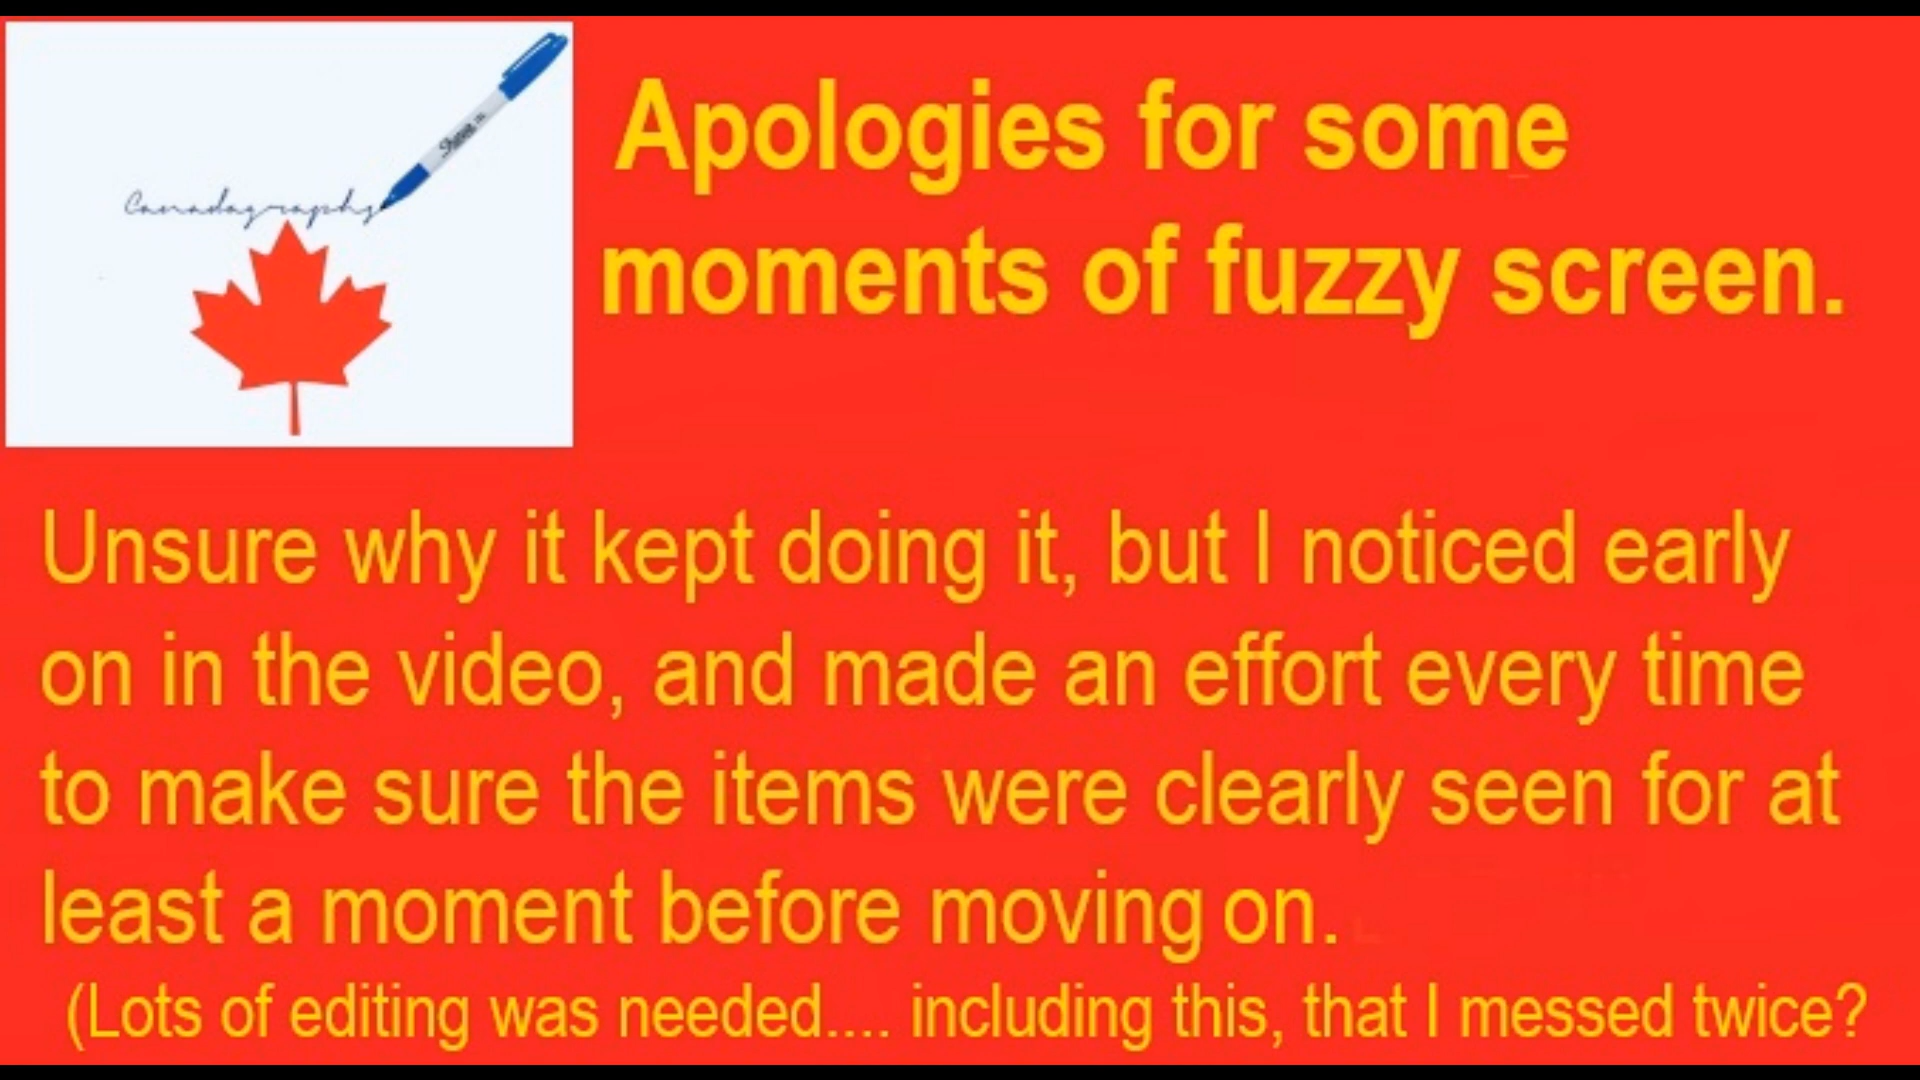 Canadagraphs
Sharpie
Apologies for some
moments of fuzzy screen.
Unsure why it kept doing it, but I noticed early
on in the video, and made an effort every time
to make sure the items were clearly seen for at
least a moment before moving on.
(Lots of editing was needed.... including this, that I messed twice?